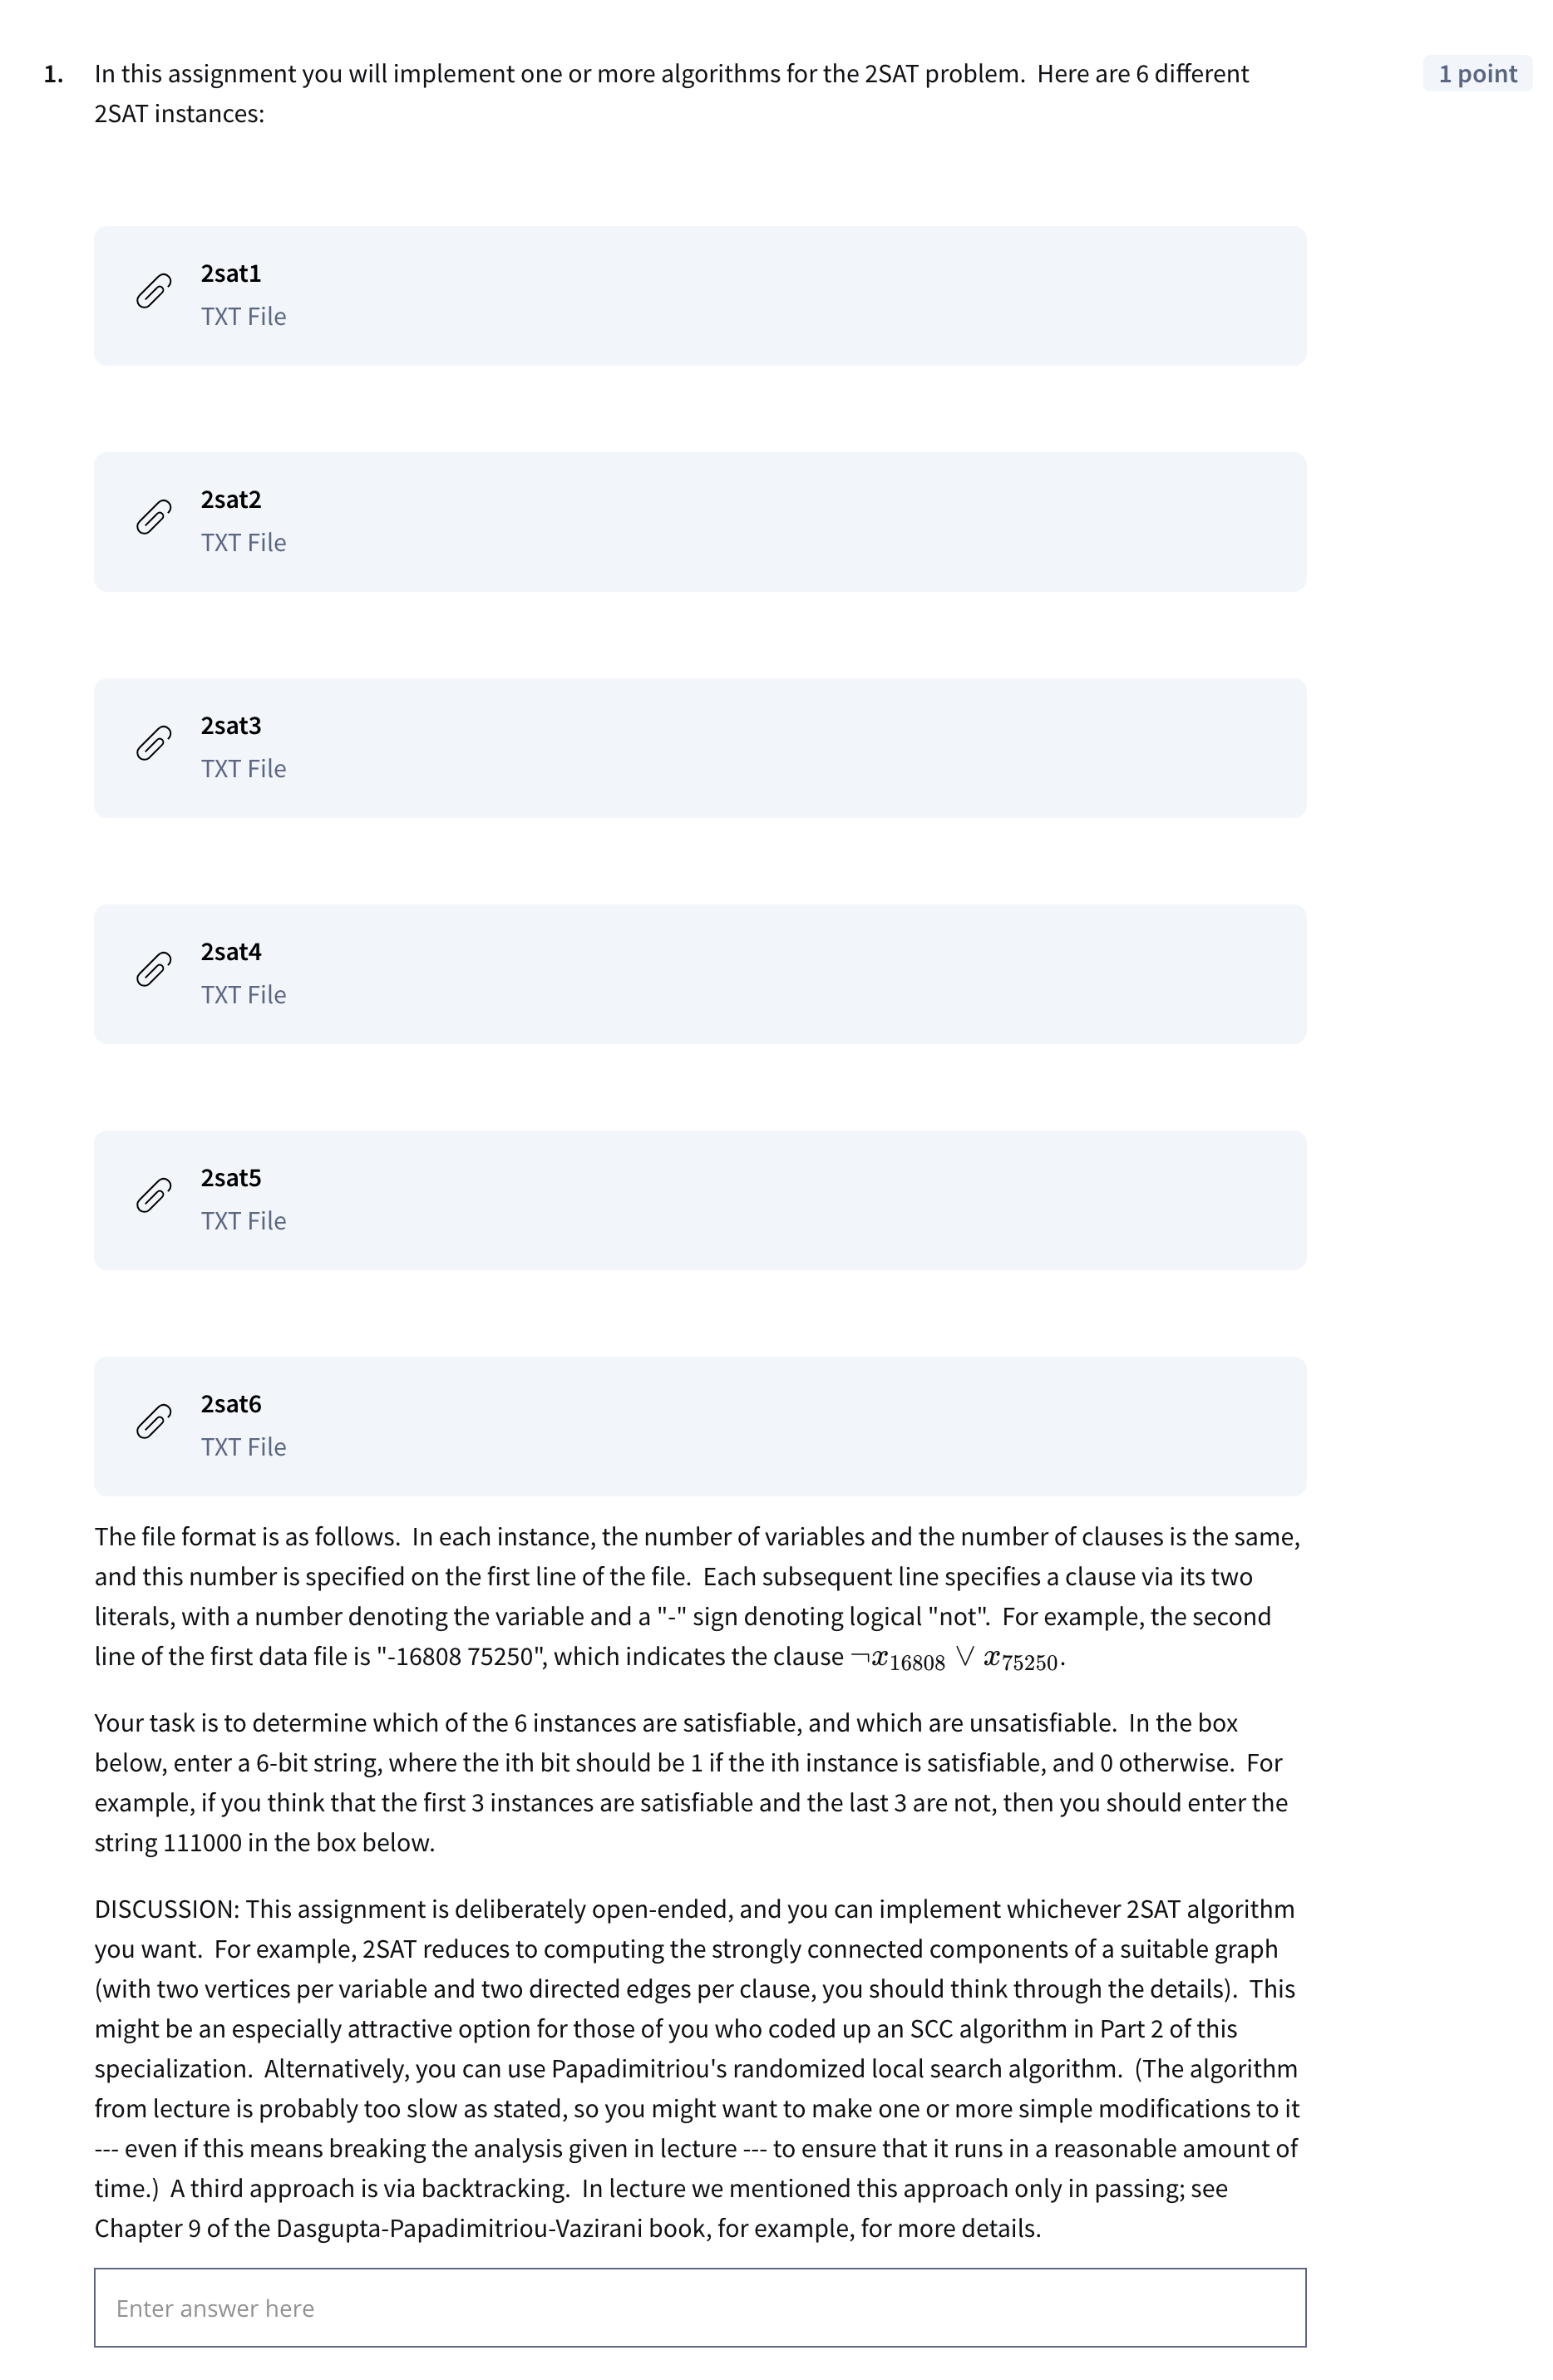 1. In this assignment you will implement one or more algorithms for the 2SAT problem.  Here are 6 different 1 point
2SAT instances:
2sat1
TXT File
2sat2
TXT File
2sat3
TXT File
2sat4
TXT File
2sat5
TXT File
2sat6
TXT File
The file format is as follows.  In each instance, the number of variables and the number of clauses is the same,
and this number is specified on the first line of the file.  Each subsequent line specifies a clause via its two
literals, with a number denoting the variable and a "-" sign denoting logical "not".  For example, the second
line of the first data file is "-16808 75250", which indicates the clause ¬x₁₆₈₀₈ ∨ x₇₅₂₅₀.
Your task is to determine which of the 6 instances are satisfiable, and which are unsatisfiable.  In the box
below, enter a 6-bit string, where the ith bit should be 1 if the ith instance is satisfiable, and 0 otherwise.  For
example, if you think that the first 3 instances are satisfiable and the last 3 are not, then you should enter the
string 111000 in the box below.
DISCUSSION: This assignment is deliberately open-ended, and you can implement whichever 2SAT algorithm
you want.  For example, 2SAT reduces to computing the strongly connected components of a suitable graph
(with two vertices per variable and two directed edges per clause, you should think through the details).  This
might be an especially attractive option for those of you who coded up an SCC algorithm in Part 2 of this
specialization.  Alternatively, you can use Papadimitriou's randomized local search algorithm.  (The algorithm
from lecture is probably too slow as stated, so you might want to make one or more simple modifications to it
--- even if this means breaking the analysis given in lecture --- to ensure that it runs in a reasonable amount of
time.)  A third approach is via backtracking.  In lecture we mentioned this approach only in passing; see
Chapter 9 of the Dasgupta-Papadimitriou-Vazirani book, for example, for more details.
Enter answer here